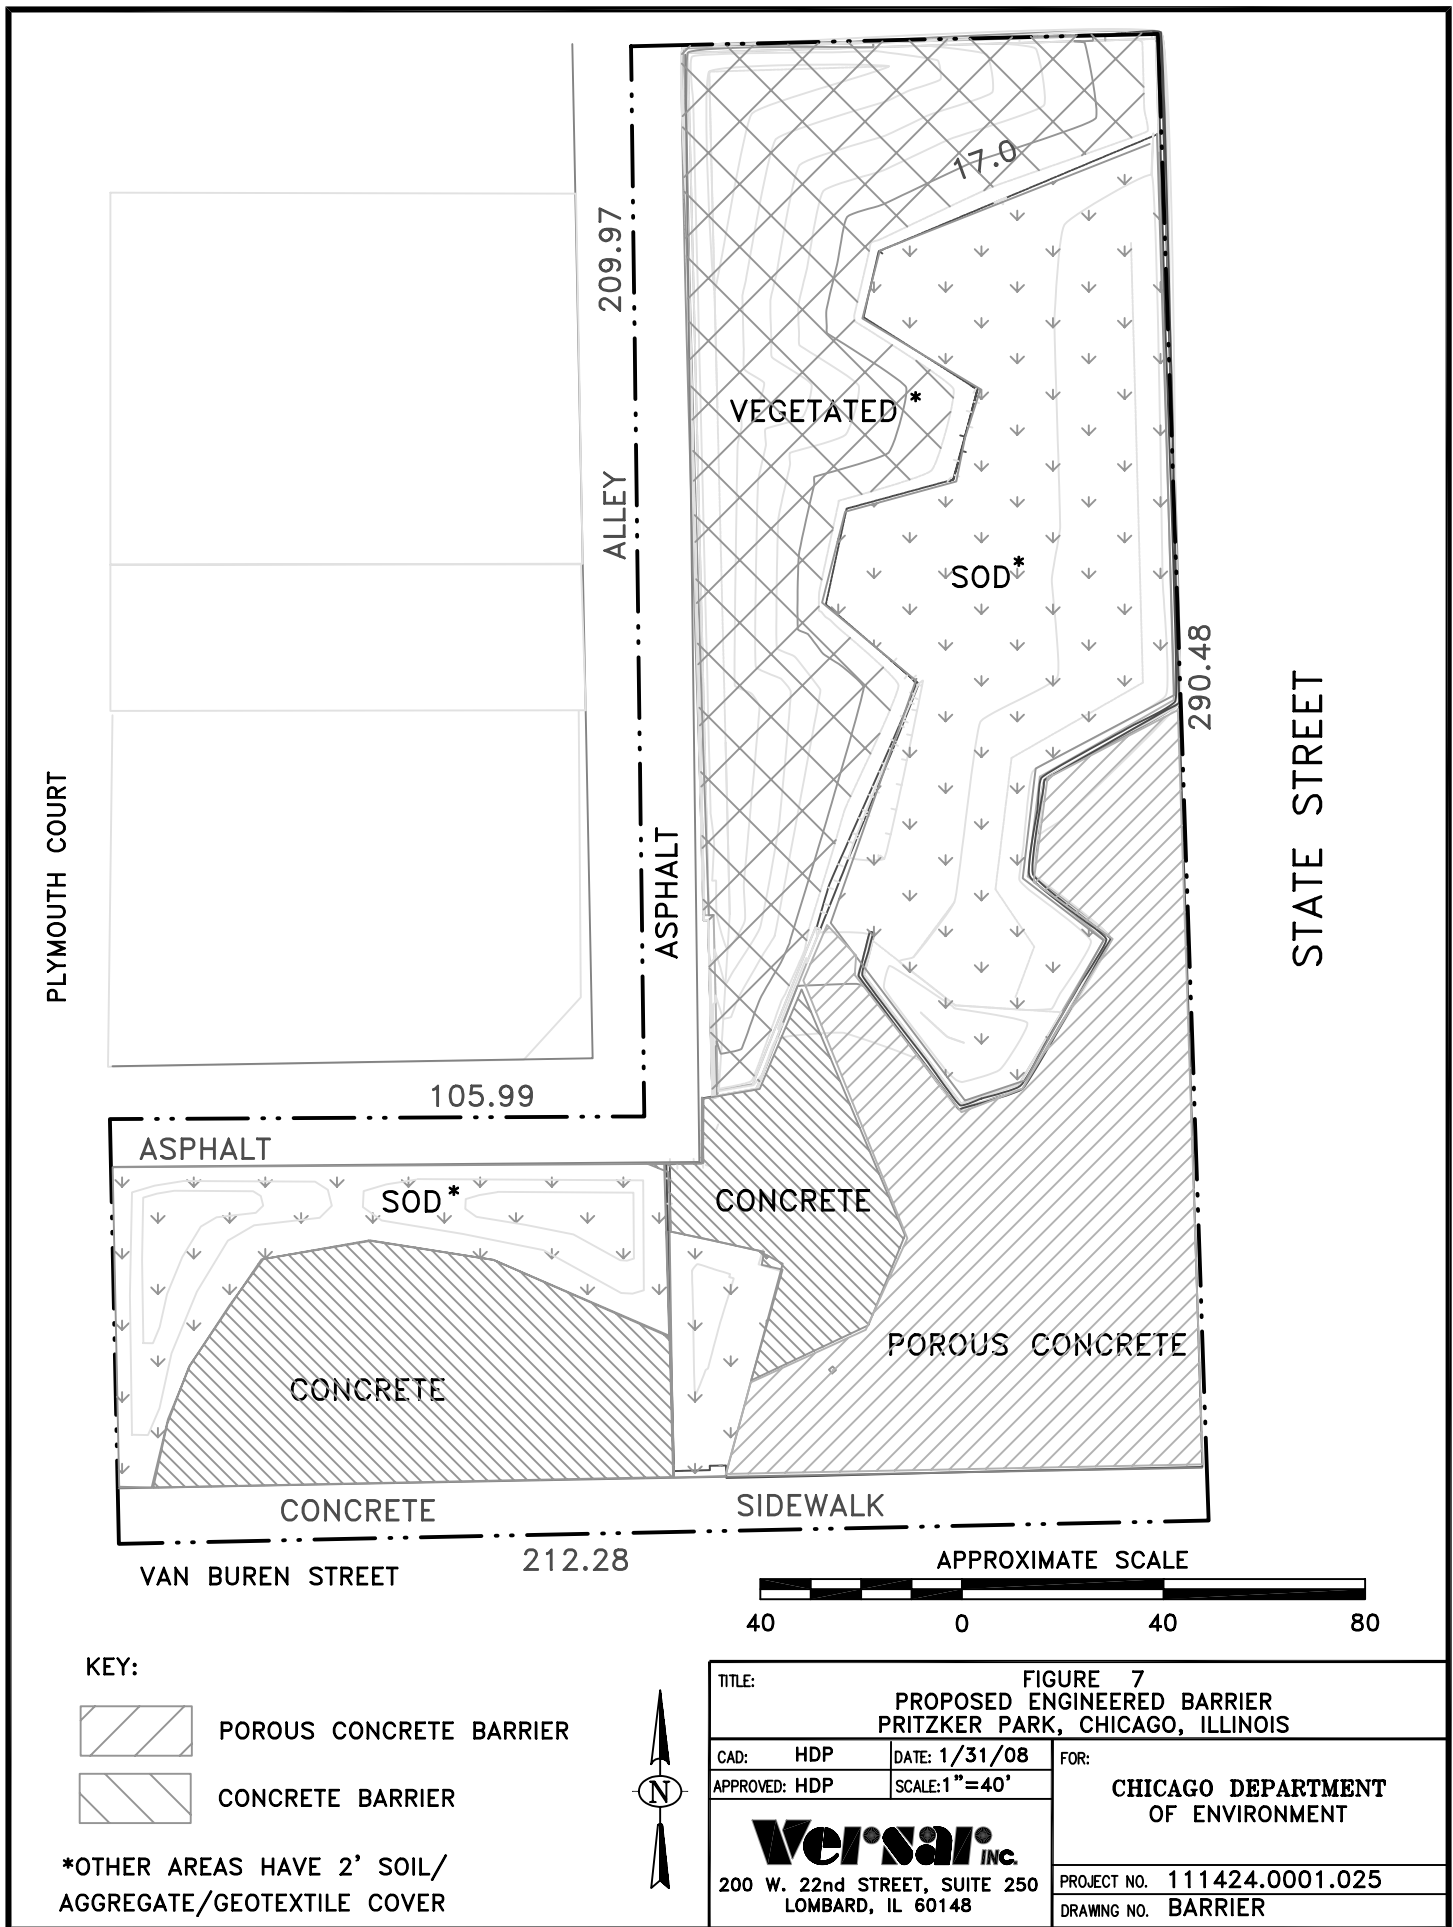 17.0
209.97
VEGETATED *
ALLEY
SOD*
290.48
STATE STREET
PLYMOUTH COURT
ASPHALT
105.99
ASPHALT
SOD*
CONCRETE
POROUS CONCRETE
CONCRETE
CONCRETE
SIDEWALK
212.28
VAN BUREN STREET
APPROXIMATE SCALE
40 0 40 80
KEY:
POROUS CONCRETE BARRIER
CONCRETE BARRIER
*OTHER AREAS HAVE 2' SOIL/
AGGREGATE/GEOTEXTILE COVER
N
TITLE:
FIGURE 7
PROPOSED ENGINEERED BARRIER
PRITZKER PARK, CHICAGO, ILLINOIS
CAD: HDP
DATE: 1/31/08
APPROVED: HDP
SCALE:1"=40'
FOR:
CHICAGO DEPARTMENT
OF ENVIRONMENT
Versar INC.
200 W. 22nd STREET, SUITE 250
LOMBARD, IL 60148
PROJECT NO. 111424.0001.025
DRAWING NO. BARRIER